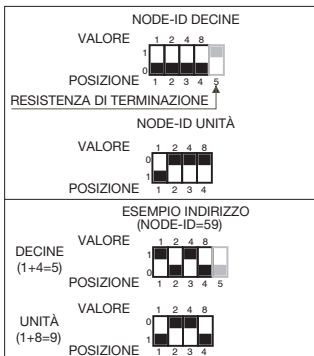 NODE-ID DECINE
VALORE 1 2 4 8
1
0
POSIZIONE 1 2 3 4 5
RESISTENZA DI TERMINAZIONE
NODE-ID UNITÀ
VALORE 1 2 4 8
0
1
POSIZIONE 1 2 3 4
ESEMPIO INDIRIZZO
(NODE-ID=59)
VALORE 1 2 4 8
DECINE
(1+4=5)
1
0
POSIZIONE 1 2 3 4 5
VALORE 1 2 4 8
UNITÀ
(1+8=9)
0
1
POSIZIONE 1 2 3 4